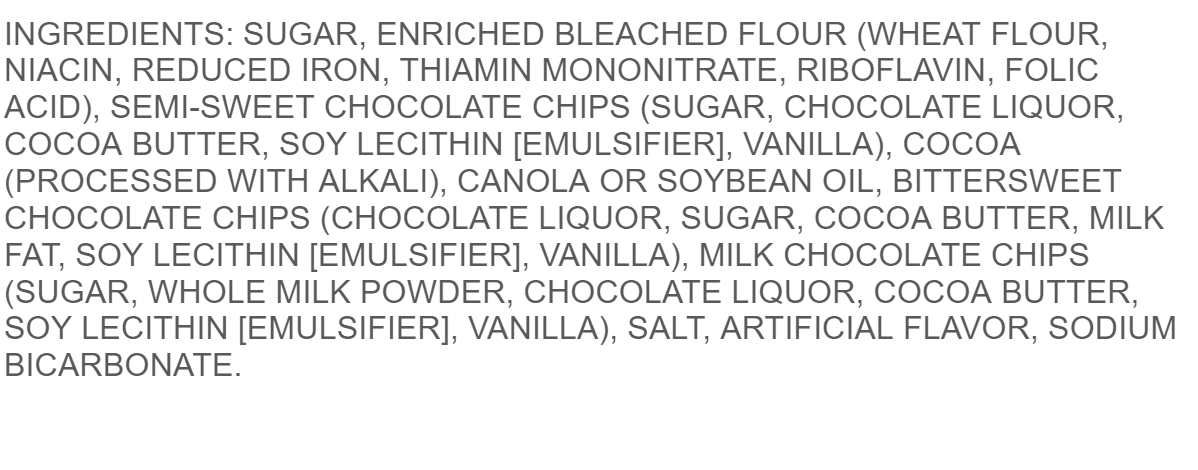 INGREDIENTS: SUGAR, ENRICHED BLEACHED FLOUR (WHEAT FLOUR,
NIACIN, REDUCED IRON, THIAMIN MONONITRATE, RIBOFLAVIN, FOLIC
ACID), SEMI-SWEET CHOCOLATE CHIPS (SUGAR, CHOCOLATE LIQUOR,
COCOA BUTTER, SOY LECITHIN [EMULSIFIER], VANILLA), COCOA
(PROCESSED WITH ALKALI), CANOLA OR SOYBEAN OIL, BITTERSWEET
CHOCOLATE CHIPS (CHOCOLATE LIQUOR, SUGAR, COCOA BUTTER, MILK
FAT, SOY LECITHIN [EMULSIFIER], VANILLA), MILK CHOCOLATE CHIPS
(SUGAR, WHOLE MILK POWDER, CHOCOLATE LIQUOR, COCOA BUTTER,
SOY LECITHIN [EMULSIFIER], VANILLA), SALT, ARTIFICIAL FLAVOR, SODIUM
BICARBONATE.